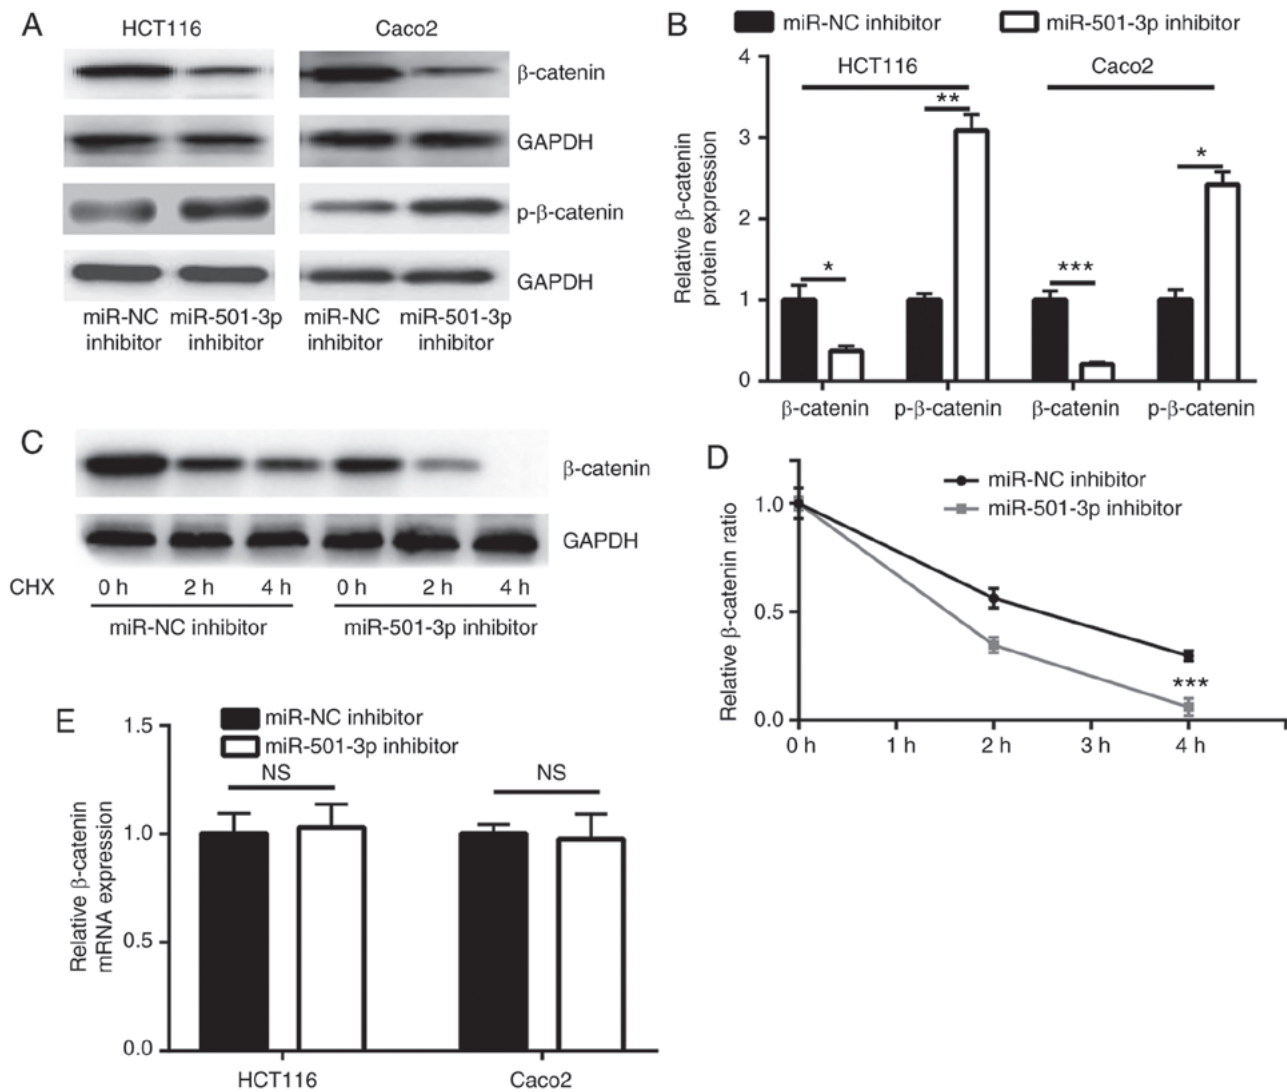 A
HCT116
Caco2
β-catenin
GAPDH
p-β-catenin
GAPDH
miR-NC inhibitor
miR-501-3p inhibitor
miR-NC inhibitor
miR-501-3p inhibitor
B
miR-NC inhibitor
miR-501-3p inhibitor
Relative β-catenin
protein expression
4
3
2
1
0
HCT116
Caco2
*
**
***
*
β-catenin
p-β-catenin
β-catenin
p-β-catenin
C
β-catenin
GAPDH
CHX
0 h
2 h
4 h
0 h
2 h
4 h
miR-NC inhibitor
miR-501-3p inhibitor
D
miR-NC inhibitor
miR-501-3p inhibitor
Relative β-catenin ratio
1.0
0.5
0.0
***
0 h
1 h
2 h
3 h
4 h
E
miR-NC inhibitor
miR-501-3p inhibitor
Relative β-catenin
mRNA expression
1.5
1.0
0.5
0.0
NS
NS
HCT116
Caco2